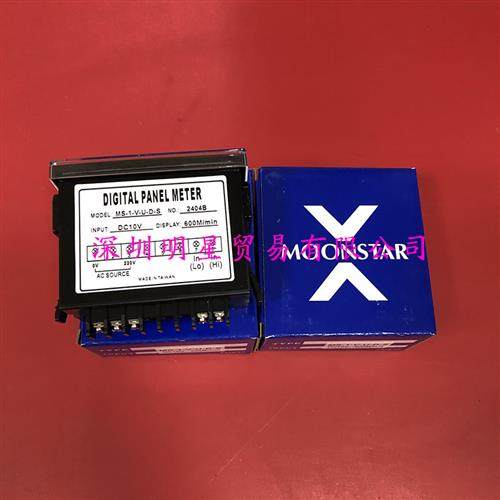 DIGITAL PANEL METER
MODEL: MS-1-V-U-D-S NO.: 2404B
INPUT: DC10V DISPLAY: 600M/min
深圳明星贸易有限公司
0V 220V In
AC SOURCE (Lo) (Hi)
MADE IN TAIWAN
MOONSTAR